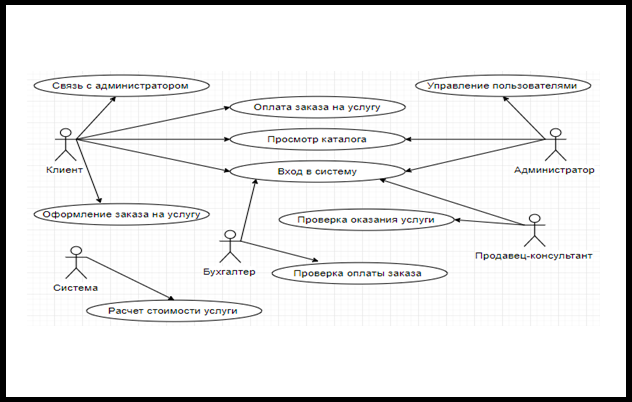 Связь с администратором
Управление пользователями
Оплата заказа на услугу
Просмотр каталога
Клиент
Администратор
Вход в систему
Оформление заказа на услугу
Проверка оказания услуги
Продавец-консультант
Бухгалтер
Проверка оплаты заказа
Система
Расчет стоимости услуги